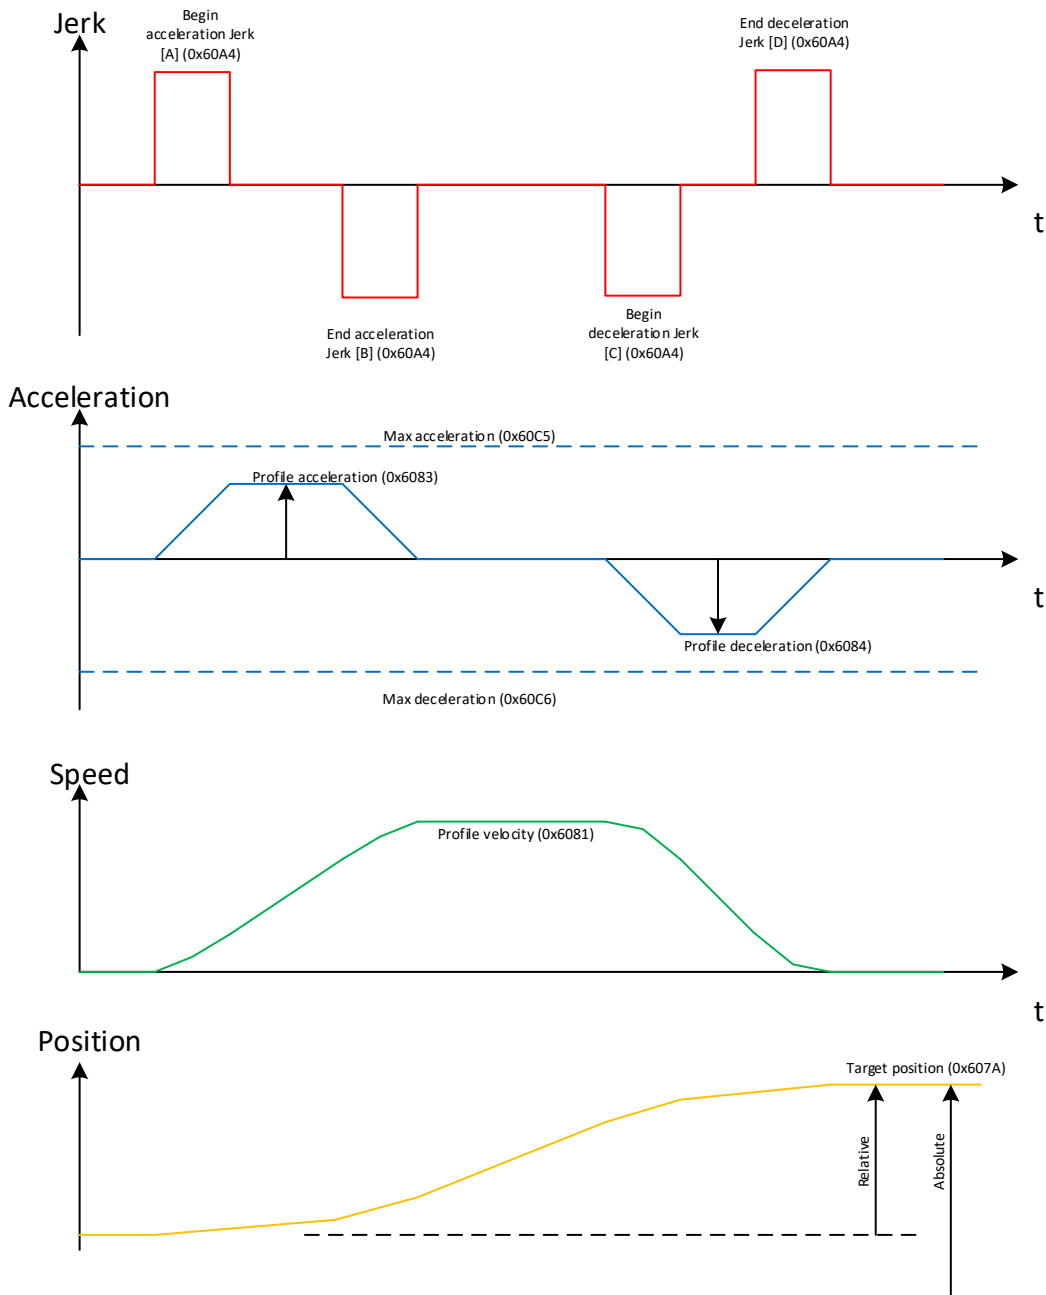 Jerk
Begin
acceleration Jerk
[A] (0x60A4)
End deceleration
Jerk [D] (0x60A4)
t
End acceleration
Jerk [B] (0x60A4)
Begin
deceleration Jerk
[C] (0x60A4)
Acceleration
Max acceleration (0x60C5)
Profile acceleration (0x6083)
t
Profile deceleration (0x6084)
Max deceleration (0x60C6)
Speed
Profile velocity (0x6081)
t
Position
Target position (0x607A)
Relative
Absolute